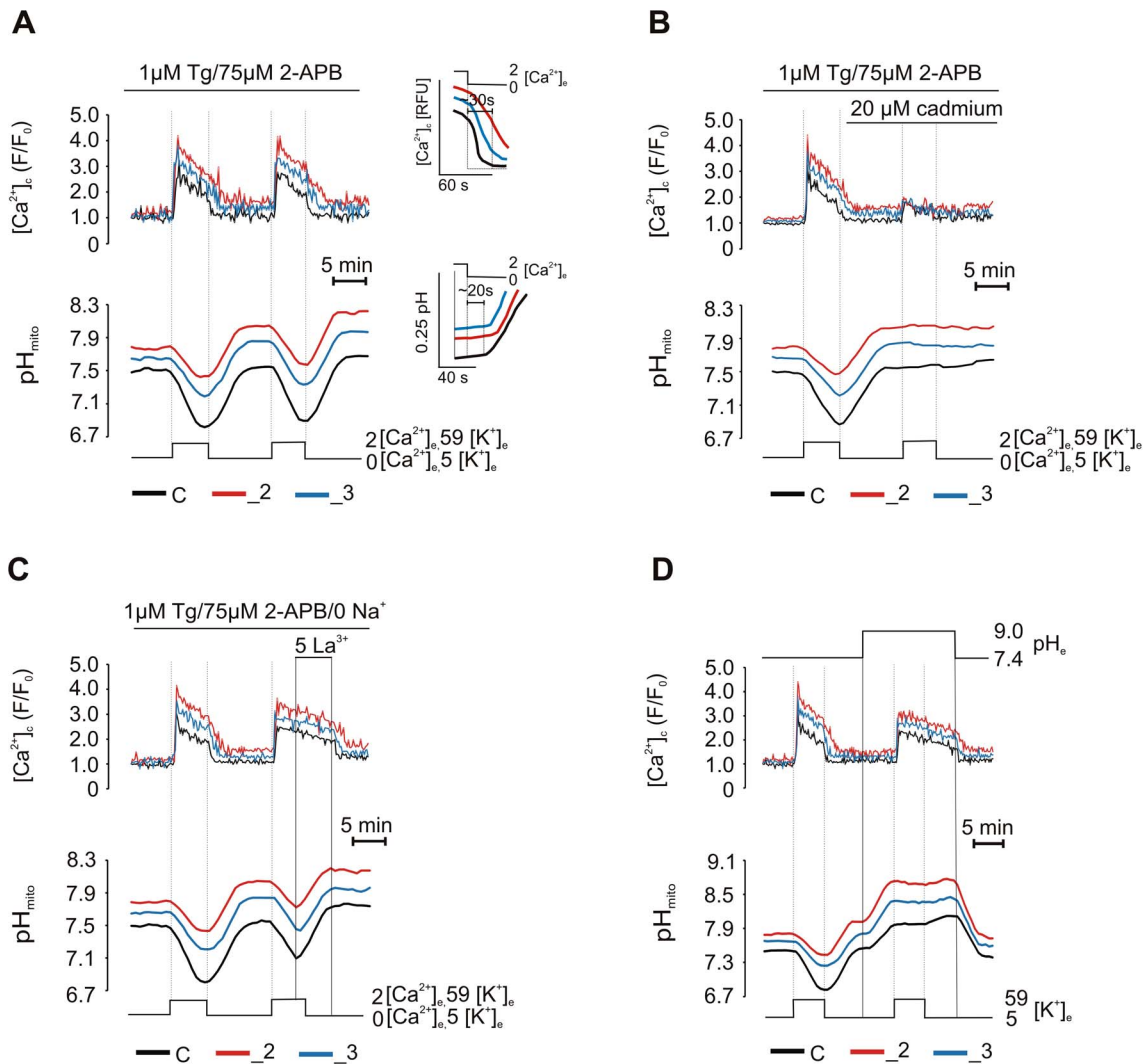 A
1µM Tg/75µM 2-APB
5.0
4.0
3.0
2.0
1.0
0
[Ca²⁺]c (F/F₀)
5 min
8.3
7.9
7.5
7.1
6.7
pHmito
2[Ca²⁺]e,59 [K⁺]e
0[Ca²⁺]e,5 [K⁺]e
C _2 _3
2
0 [Ca²⁺]e
~30s
[Ca²⁺]c [RFU]
60 s
2
0 [Ca²⁺]e
~20s
0.25 pH
40 s
B
1µM Tg/75µM 2-APB
20 µM cadmium
5.0
4.0
3.0
2.0
1.0
0
[Ca²⁺]c (F/F₀)
5 min
8.3
7.9
7.5
7.1
6.7
pHmito
2[Ca²⁺]e,59 [K⁺]e
0[Ca²⁺]e,5 [K⁺]e
C _2 _3
C
1µM Tg/75µM 2-APB/0 Na⁺
5 La³⁺
5.0
4.0
3.0
2.0
1.0
0
[Ca²⁺]c (F/F₀)
5 min
8.3
7.9
7.5
7.1
6.7
pHmito
2[Ca²⁺]e,59 [K⁺]e
0[Ca²⁺]e,5 [K⁺]e
C _2 _3
D
9.0
7.4
pHe
5.0
4.0
3.0
2.0
1.0
0
[Ca²⁺]c (F/F₀)
5 min
9.1
8.5
7.9
7.3
6.7
pHmito
59
5
[K⁺]e
C _2 _3